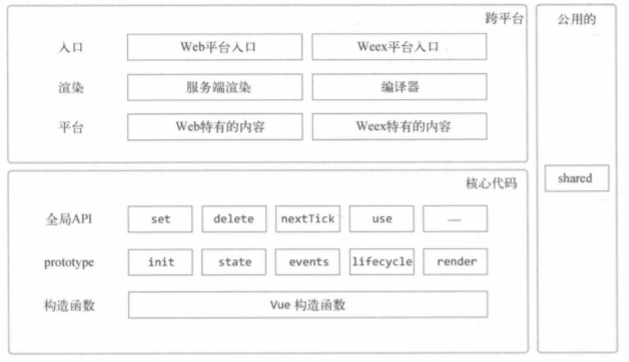 跨平台
公用的
入口
Web平台入口
Weex平台入口
渲染
服务端渲染
编译器
平台
Web特有的内容
Weex特有的内容
shared
核心代码
全局API
set
delete
nextTick
use
……
prototype
init
state
events
lifecycle
render
构造函数
Vue 构造函数